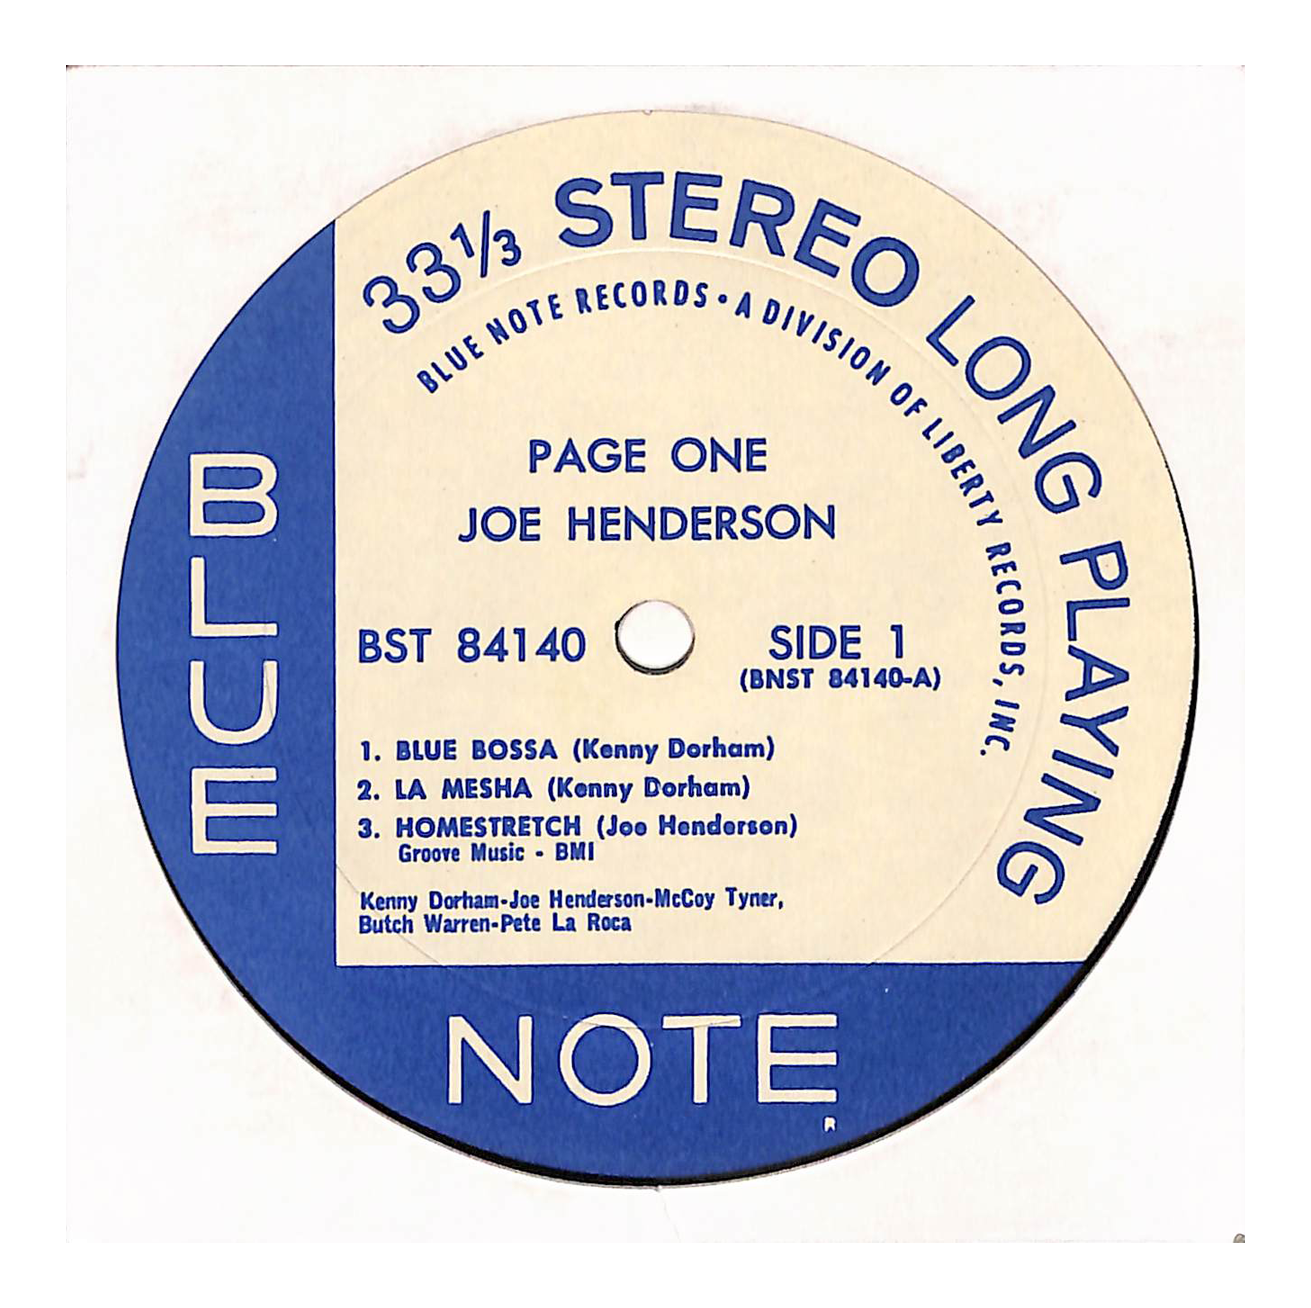 33⅓ STEREO LONG PLAYING
BLUE NOTE RECORDS • A DIVISION OF LIBERTY RECORDS, INC.
PAGE ONE
JOE HENDERSON
BST 84140
SIDE 1
(BNST 84140-A)
1. BLUE BOSSA (Kenny Dorham)
2. LA MESHA (Kenny Dorham)
3. HOMESTRETCH (Joe Henderson)
Groove Music - BMI
Kenny Dorham-Joe Henderson-McCoy Tyner,
Butch Warren-Pete La Roca
BLUE
NOTE
R